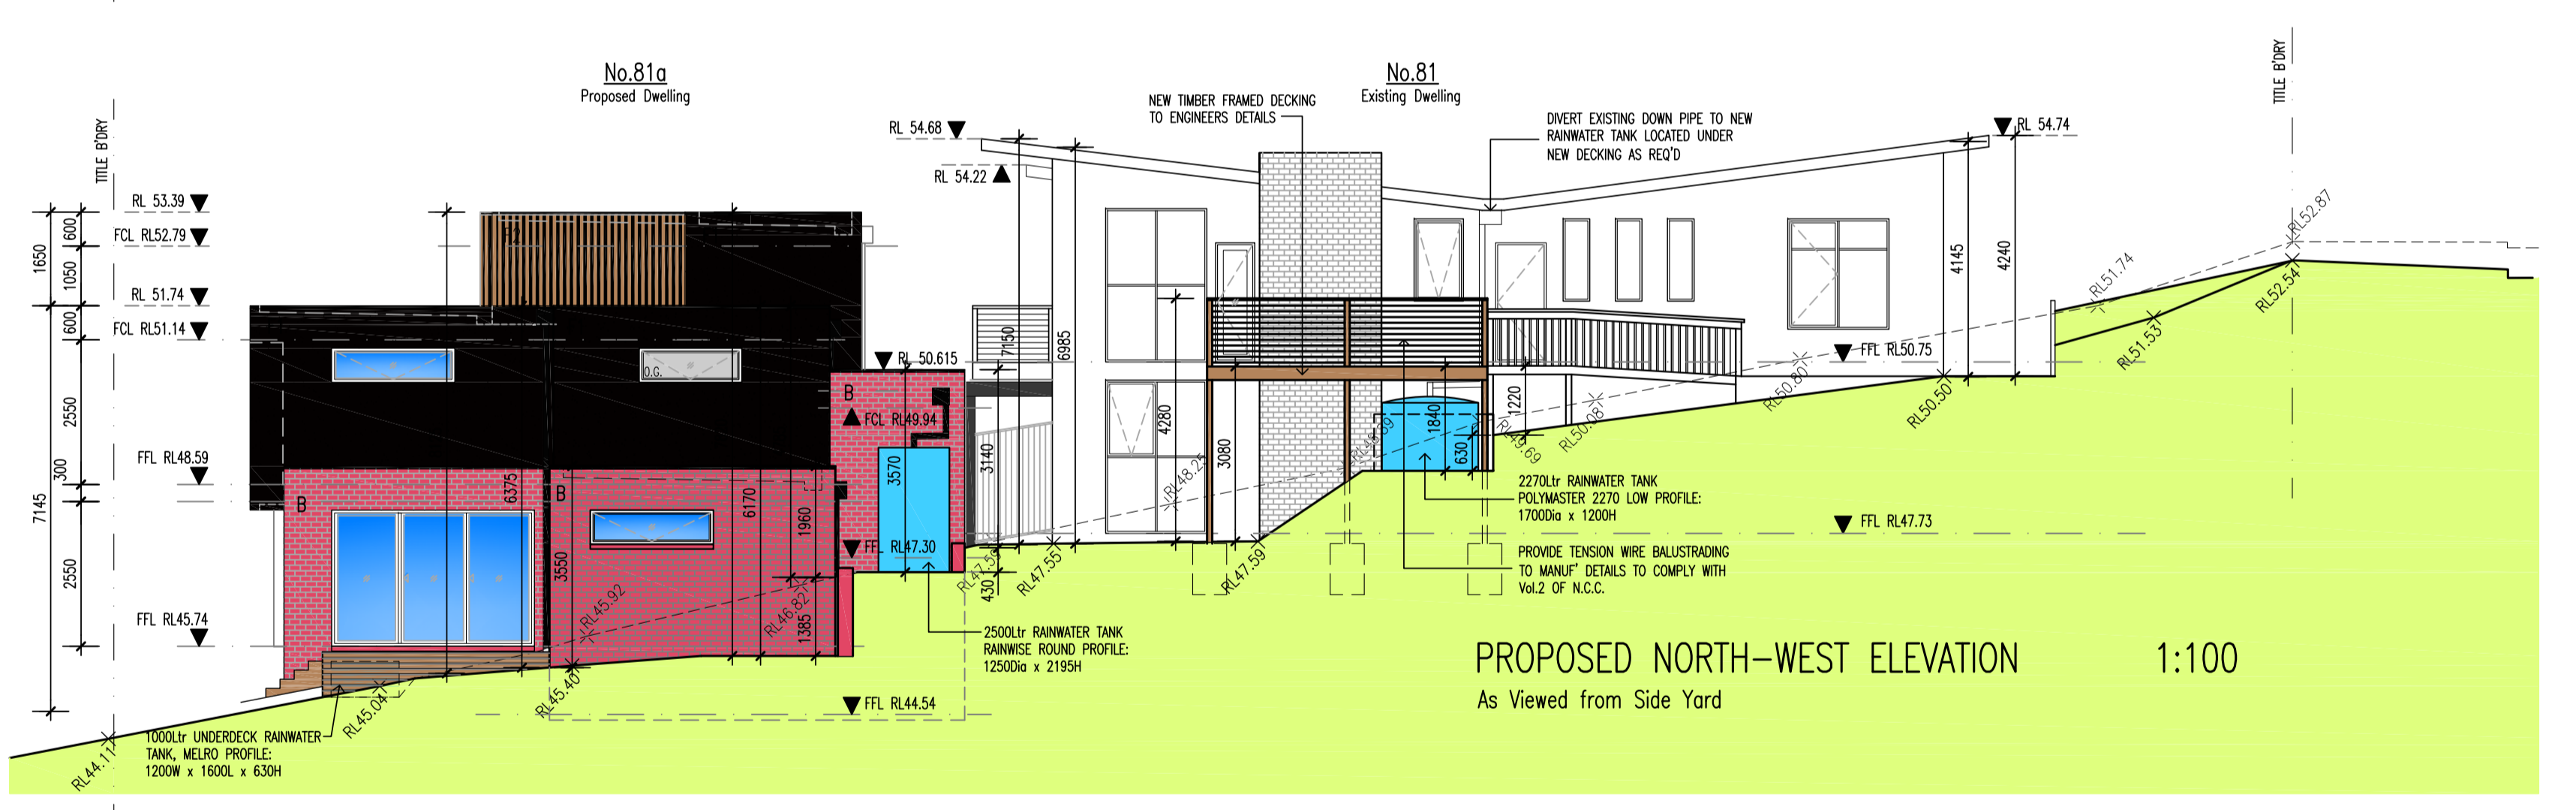 No.81a
Proposed Dwelling
No.81
Existing Dwelling
TITLE B'DRY
TITLE B'DRY
NEW TIMBER FRAMED DECKING
TO ENGINEERS DETAILS
DIVERT EXISTING DOWN PIPE TO NEW
RAINWATER TANK LOCATED UNDER
NEW DECKING AS REQ'D
RL 54.68
RL 54.22
RL 54.74
RL 53.39
FCL RL52.79
RL 51.74
FCL RL51.14
FFL RL48.59
FFL RL45.74
1650
600
1050
600
2550
300
7145
2550
RL 50.615
B
FCL RL49.94
B
B
O.G.
6375
3550
6170
1960
1385
3570
FFL RL47.30
FFL RL44.54
3140
430
7150
6985
4280
3080
1840
630
1220
4145
4240
FFL RL50.75
FFL RL47.73
RL44.11
RL45.04
RL45.40
RL45.92
RL46.82
RL47.55
RL47.59
RL48.25
RL49.69
RL50.08
RL50.80
RL50.50
RL51.74
RL51.53
RL52.87
RL52.54
2270Ltr RAINWATER TANK
POLYMASTER 2270 LOW PROFILE:
1700Dia x 1200H
PROVIDE TENSION WIRE BALUSTRADING
TO MANUF' DETAILS TO COMPLY WITH
Vol.2 OF N.C.C.
2500Ltr RAINWATER TANK
RAINWISE ROUND PROFILE:
1250Dia x 2195H
1000Ltr UNDERDECK RAINWATER
TANK, MELRO PROFILE:
1200W x 1600L x 630H
PROPOSED NORTH-WEST ELEVATION 1:100
As Viewed from Side Yard